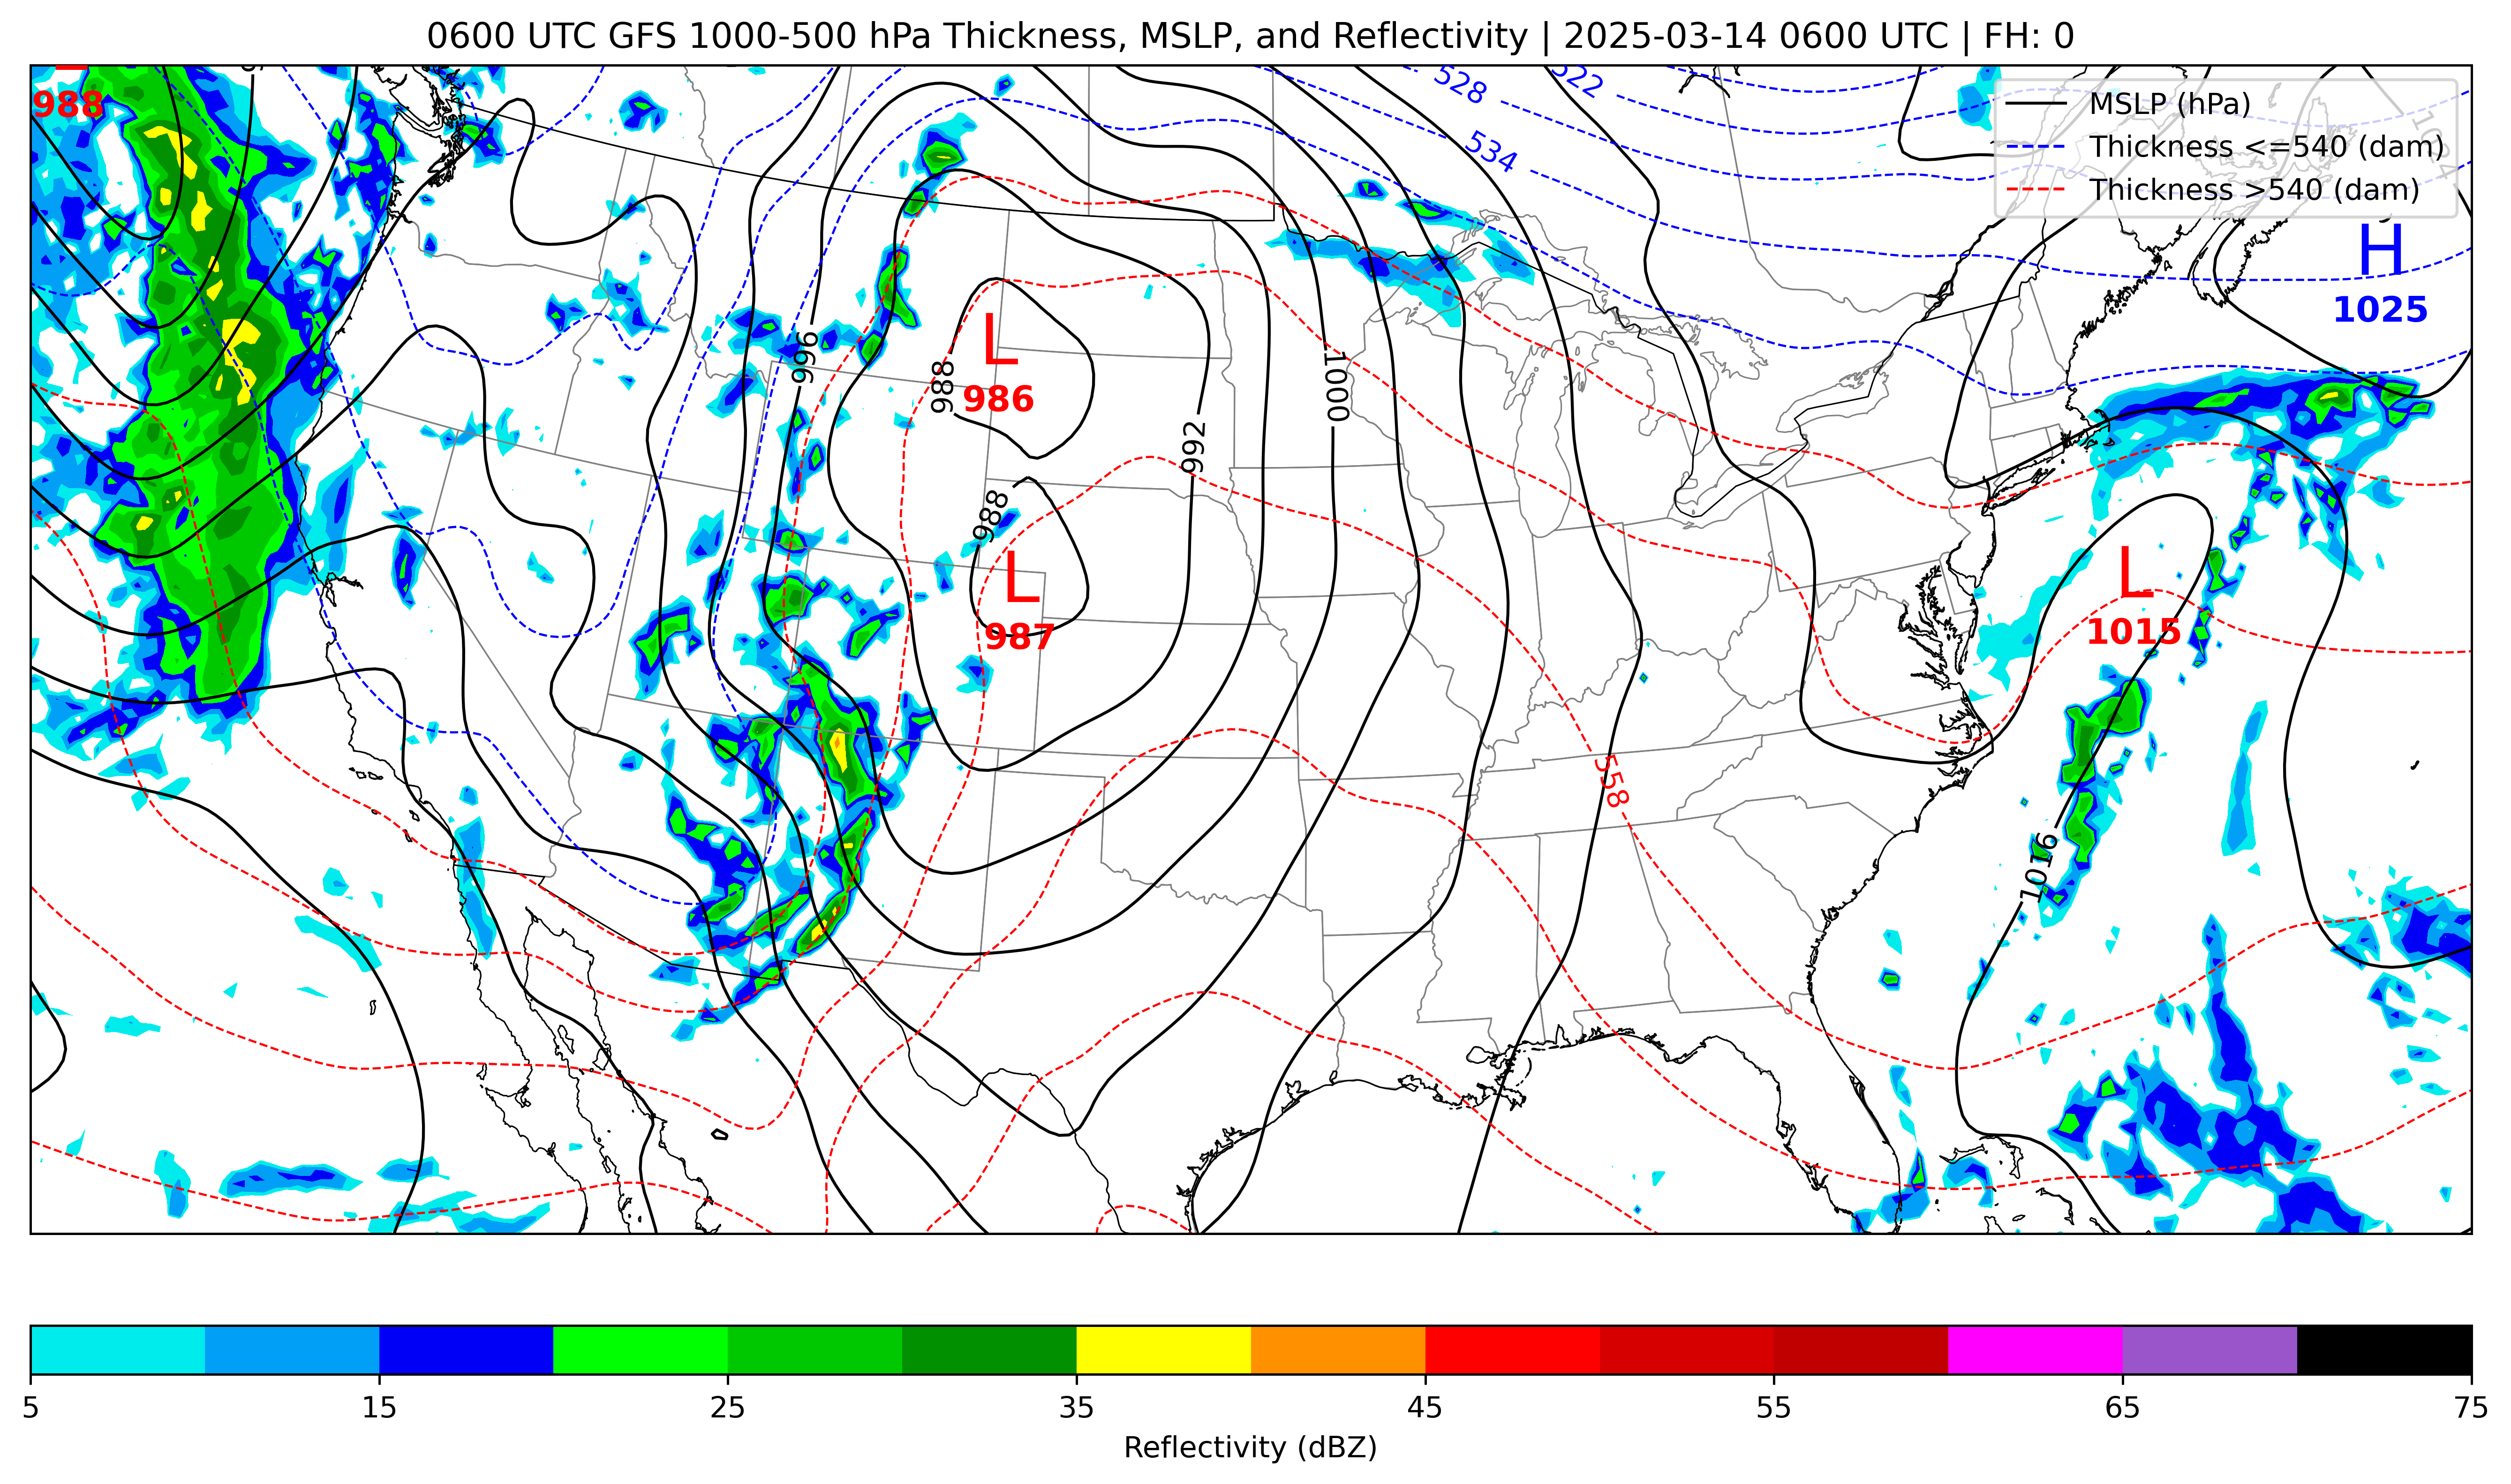 0600 UTC GFS 1000-500 hPa Thickness, MSLP, and Reflectivity | 2025-03-14 0600 UTC | FH: 0
988
528
522
534
MSLP (hPa)
Thickness <=540 (dam)
Thickness >540 (dam)
H
1025
L
986
996
988
1000
992
988
L
987
L
1015
558
1016
5 15 25 35 45 55 65 75
Reflectivity (dBZ)